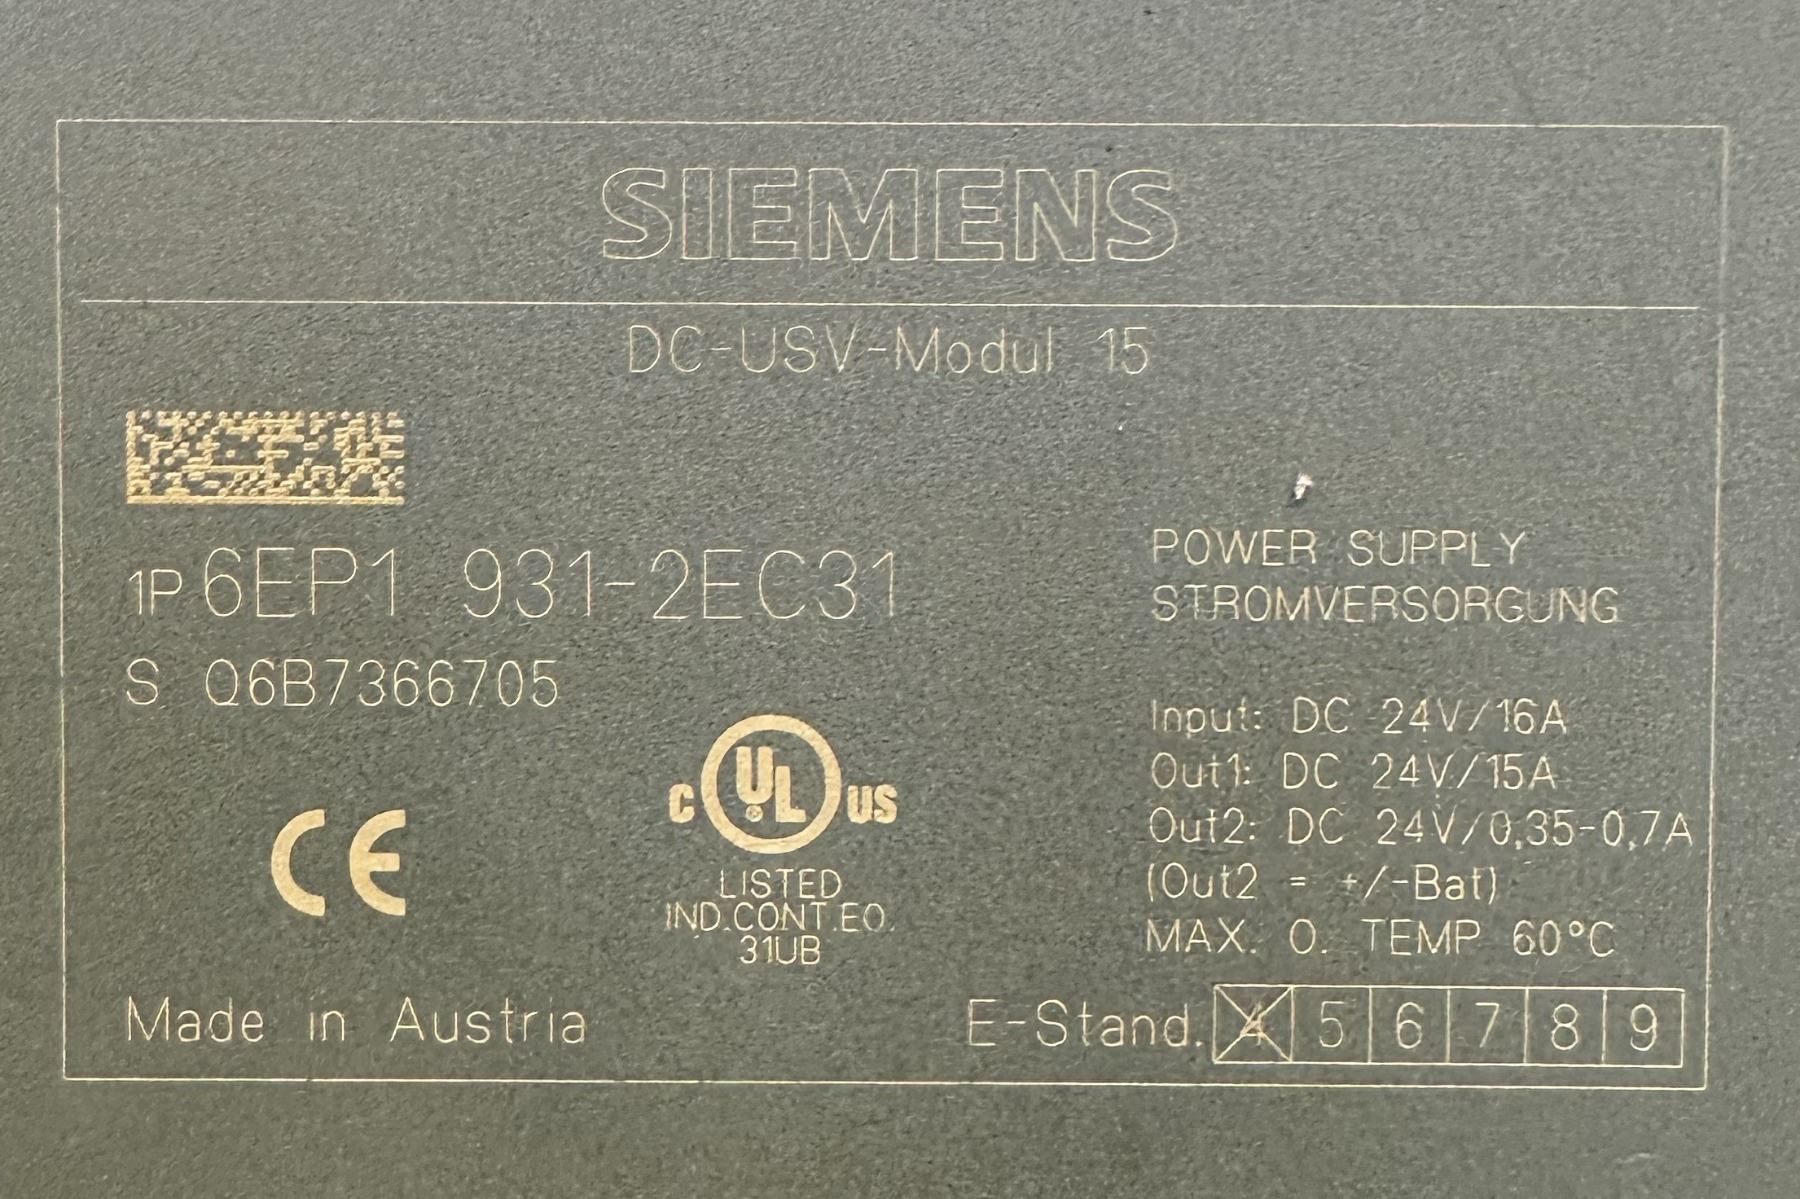 SIEMENS
DC-USV-Modul 15
1P 6EP1 931-2EC31
S Q6B7366705
POWER SUPPLY
STROMVERSORGUNG
Input: DC 24V/16A
Out1: DC 24V/15A
Out2: DC 24V/0,35-0,7A
(Out2 = +/-Bat)
MAX. O. TEMP 60°C
CE
C UL US
LISTED
IND.CONT.EQ.
31UB
Made in Austria
E-Stand. 4 5 6 7 8 9